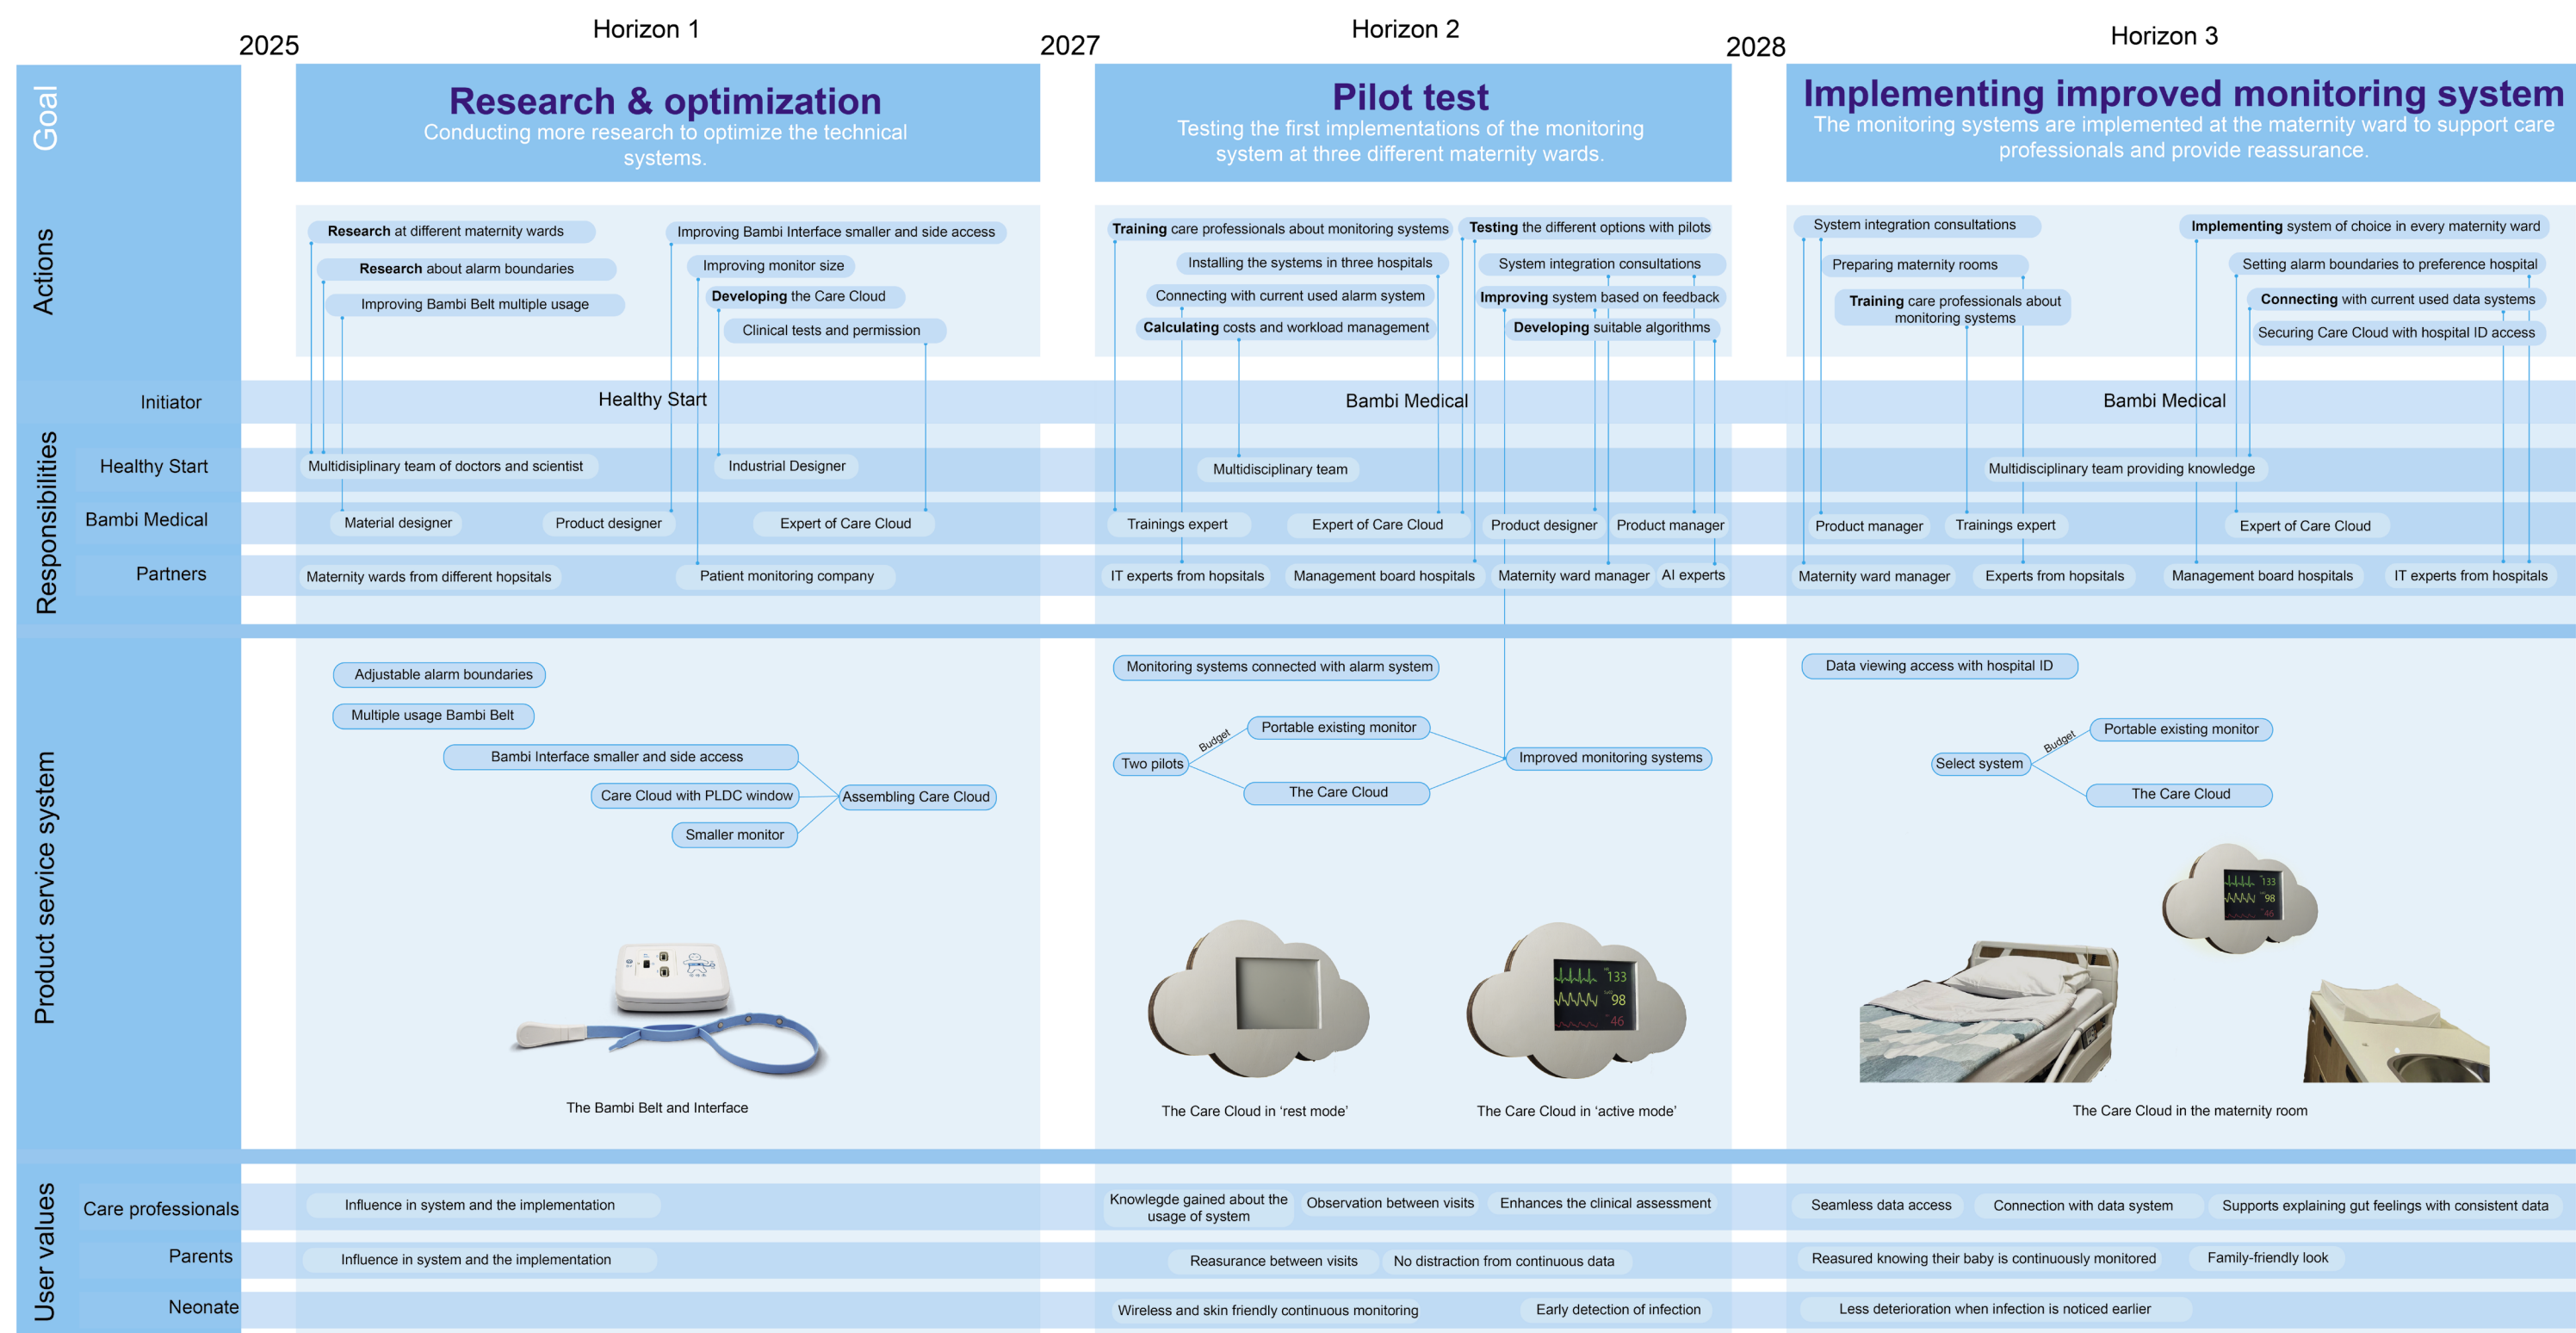 Horizon 1
Horizon 2
Horizon 3
2025
2027
2028
Goal
Research & optimization
Conducting more research to optimize the technical
systems.
Pilot test
Testing the first implementations of the monitoring
system at three different maternity wards.
Implementing improved monitoring system
The monitoring systems are implemented at the maternity ward to support care
professionals and provide reassurance.
Actions
Research at different maternity wards
Research about alarm boundaries
Improving Bambi Belt multiple usage
Improving Bambi Interface smaller and side access
Improving monitor size
Developing the Care Cloud
Clinical tests and permission
Training care professionals about monitoring systems
Installing the systems in three hospitals
Connecting with current used alarm system
Calculating costs and workload management
Testing the different options with pilots
System integration consultations
Improving system based on feedback
Developing suitable algorithms
System integration consultations
Preparing maternity rooms
Training care professionals about
monitoring systems
Implementing system of choice in every maternity ward
Setting alarm boundaries to preference hospital
Connecting with current used data systems
Securing Care Cloud with hospital ID access
Initiator
Healthy Start
Bambi Medical
Bambi Medical
Responsibilities
Healthy Start
Multidisiplinary team of doctors and scientist
Industrial Designer
Multidisciplinary team
Multidisciplinary team providing knowledge
Bambi Medical
Material designer
Product designer
Expert of Care Cloud
Trainings expert
Expert of Care Cloud
Product designer
Product manager
Product manager
Trainings expert
Expert of Care Cloud
Partners
Maternity wards from different hopsitals
Patient monitoring company
IT experts from hopsitals
Management board hospitals
Maternity ward manager
AI experts
Maternity ward manager
Experts from hopsitals
Management board hospitals
IT experts from hospitals
Product service system
Adjustable alarm boundaries
Multiple usage Bambi Belt
Bambi Interface smaller and side access
Care Cloud with PLDC window
Smaller monitor
Assembling Care Cloud
The Bambi Belt and Interface
Monitoring systems connected with alarm system
Two pilots
Budget
Portable existing monitor
The Care Cloud
Improved monitoring systems
133
98
46
The Care Cloud in ‘rest mode’
The Care Cloud in ‘active mode’
Data viewing access with hospital ID
Select system
Budget
Portable existing monitor
The Care Cloud
133
98
46
The Care Cloud in the maternity room
User values
Care professionals
Influence in system and the implementation
Knowlegde gained about the
usage of system
Observation between visits
Enhances the clinical assessment
Seamless data access
Connection with data system
Supports explaining gut feelings with consistent data
Parents
Influence in system and the implementation
Reasurance between visits
No distraction from continuous data
Reasured knowing their baby is continuously monitored
Family-friendly look
Neonate
Wireless and skin friendly continuous monitoring
Early detection of infection
Less deterioration when infection is noticed earlier